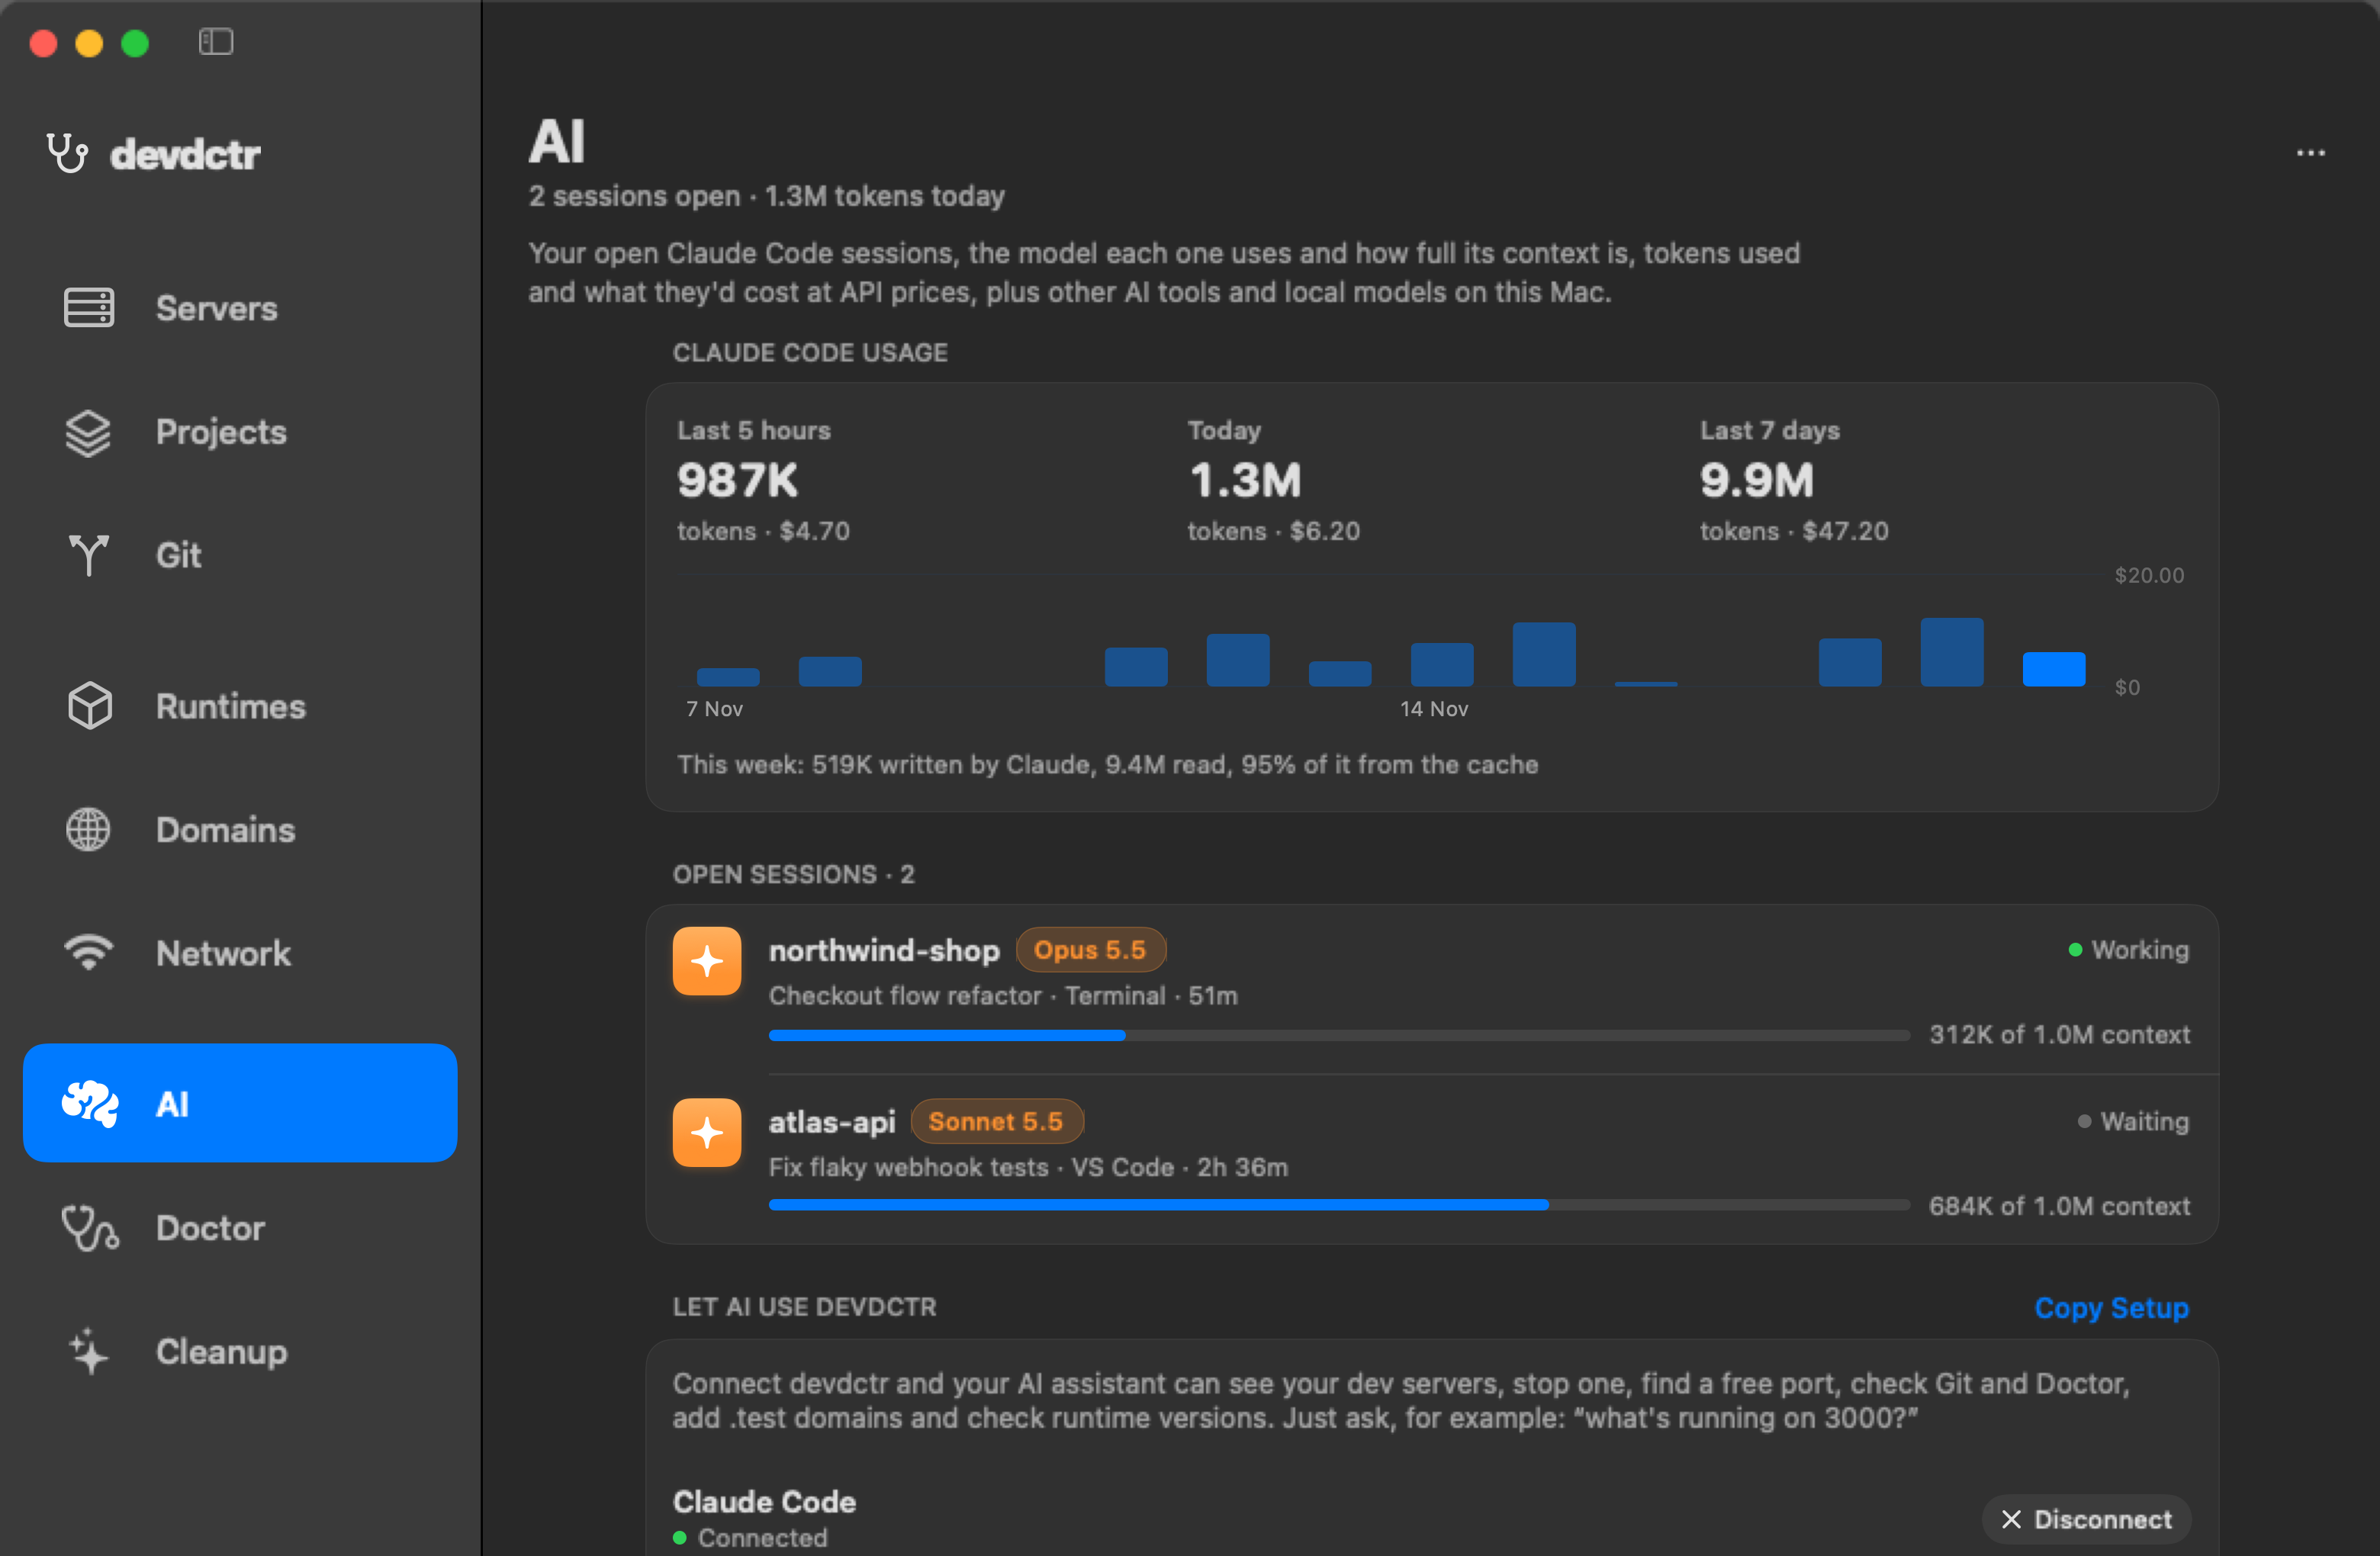 devdctr
Servers
Projects
Git
Runtimes
Domains
Network
AI
Doctor
Cleanup
AI
2 sessions open · 1.3M tokens today
Your open Claude Code sessions, the model each one uses and how full its context is, tokens used
and what they'd cost at API prices, plus other AI tools and local models on this Mac.
CLAUDE CODE USAGE
Last 5 hours
987K
tokens · $4.70
Today
1.3M
tokens · $6.20
Last 7 days
9.9M
tokens · $47.20
$20.00
$0
7 Nov
14 Nov
This week: 519K written by Claude, 9.4M read, 95% of it from the cache
OPEN SESSIONS · 2
northwind-shop Opus 5.5
Working
Checkout flow refactor · Terminal · 51m
312K of 1.0M context
atlas-api Sonnet 5.5
Waiting
Fix flaky webhook tests · VS Code · 2h 36m
684K of 1.0M context
LET AI USE DEVDCTR
Copy Setup
Connect devdctr and your AI assistant can see your dev servers, stop one, find a free port, check Git and Doctor,
add .test domains and check runtime versions. Just ask, for example: “what's running on 3000?”
Claude Code
Connected
Disconnect